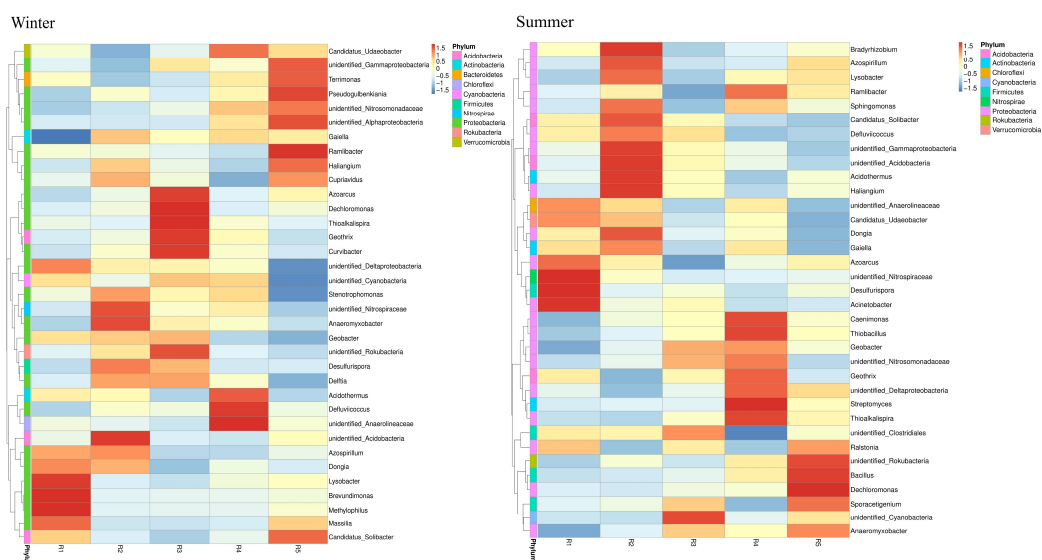 Winter
Candidatus_Udaeobacter
unidentified_Gammaproteobacteria
Terrimonas
Pseudogulbenkiania
unidentified_Nitrosomonadaceae
unidentified_Alphaproteobacteria
Gaiella
Ramlibacter
Haliangium
Cupriavidus
Azoarcus
Dechloromonas
Thioalkalispira
Geothrix
Curvibacter
unidentified_Deltaproteobacteria
unidentified_Cyanobacteria
Stenotrophomonas
unidentified_Nitrospiraceae
Anaeromyxobacter
Geobacter
unidentified_Rokubacteria
Desulfurispora
Delftia
Acidothermus
Defluviicoccus
unidentified_Anaerolineaceae
unidentified_Acidobacteria
Azospirillum
Dongia
Lysobacter
Brevundimonas
Methylophilus
Massilia
Candidatus_Solibacter
R1
R2
R3
R4
R5
1.5
1
0.5
0
−0.5
−1
−1.5
Phylum
Acidobacteria
Actinobacteria
Bacteroidetes
Chloroflexi
Cyanobacteria
Firmicutes
Nitrospirae
Proteobacteria
Rokubacteria
Verrucomicrobia
Summer
Bradyrhizobium
Azospirillum
Lysobacter
Ramlibacter
Sphingomonas
Candidatus_Solibacter
Defluviicoccus
unidentified_Gammaproteobacteria
unidentified_Acidobacteria
Acidothermus
Haliangium
unidentified_Anaerolineaceae
Candidatus_Udaeobacter
Dongia
Gaiella
Azoarcus
unidentified_Nitrospiraceae
Desulfurispora
Acinetobacter
Caenimonas
Thiobacillus
Geobacter
unidentified_Nitrosomonadaceae
Geothrix
unidentified_Deltaproteobacteria
Streptomyces
Thioalkalispira
unidentified_Clostridiales
Ralstonia
unidentified_Rokubacteria
Bacillus
Dechloromonas
Sporacetigenium
unidentified_Cyanobacteria
Anaeromyxobacter
Phylum
R1
R2
R3
R4
R5
1.5
1
0.5
0
−0.5
−1
−1.5
Phylum
Acidobacteria
Actinobacteria
Chloroflexi
Cyanobacteria
Firmicutes
Nitrospirae
Proteobacteria
Rokubacteria
Verrucomicrobia